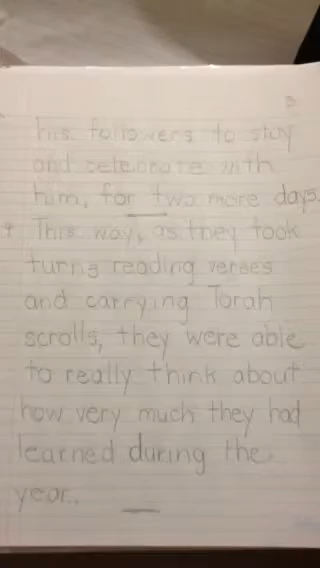 3
his followers to stay
and celebrate with
him, for two more days.
This way, as they took
turns reading verses
and carrying Torah
scrolls, they were able
to really think about
how very much they had
learned during the
year.